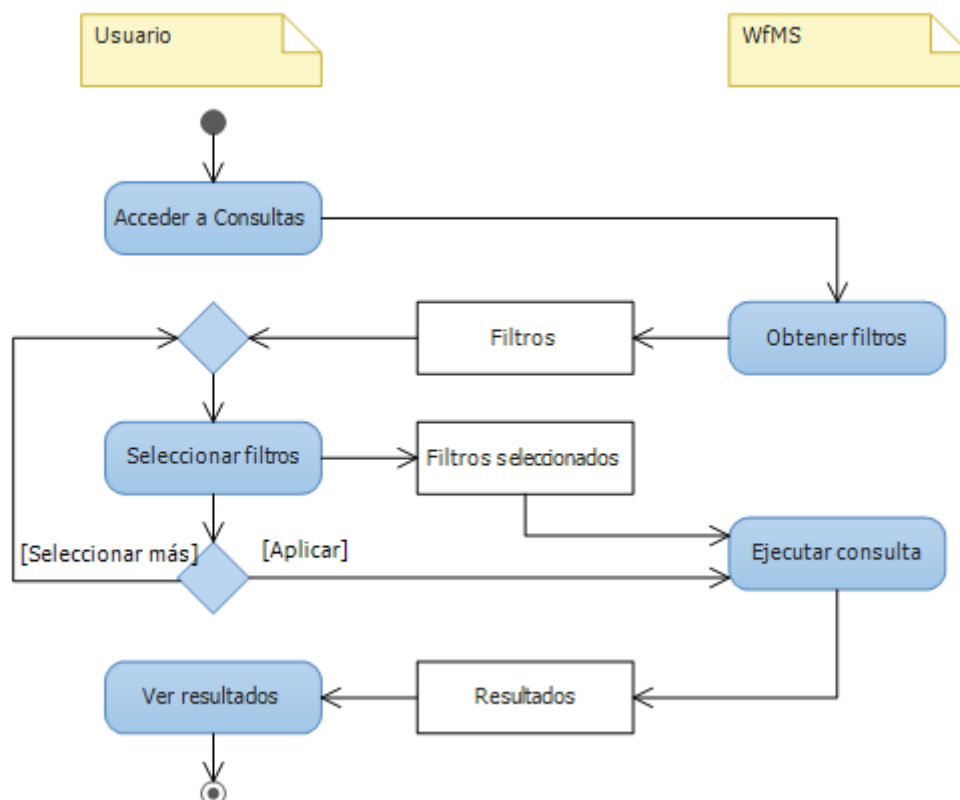 Usuario
WfMS
Acceder a Consultas
Filtros
Obtener filtros
Seleccionar filtros
Filtros seleccionados
[Seleccionar más]
[Aplicar]
Ejecutar consulta
Ver resultados
Resultados